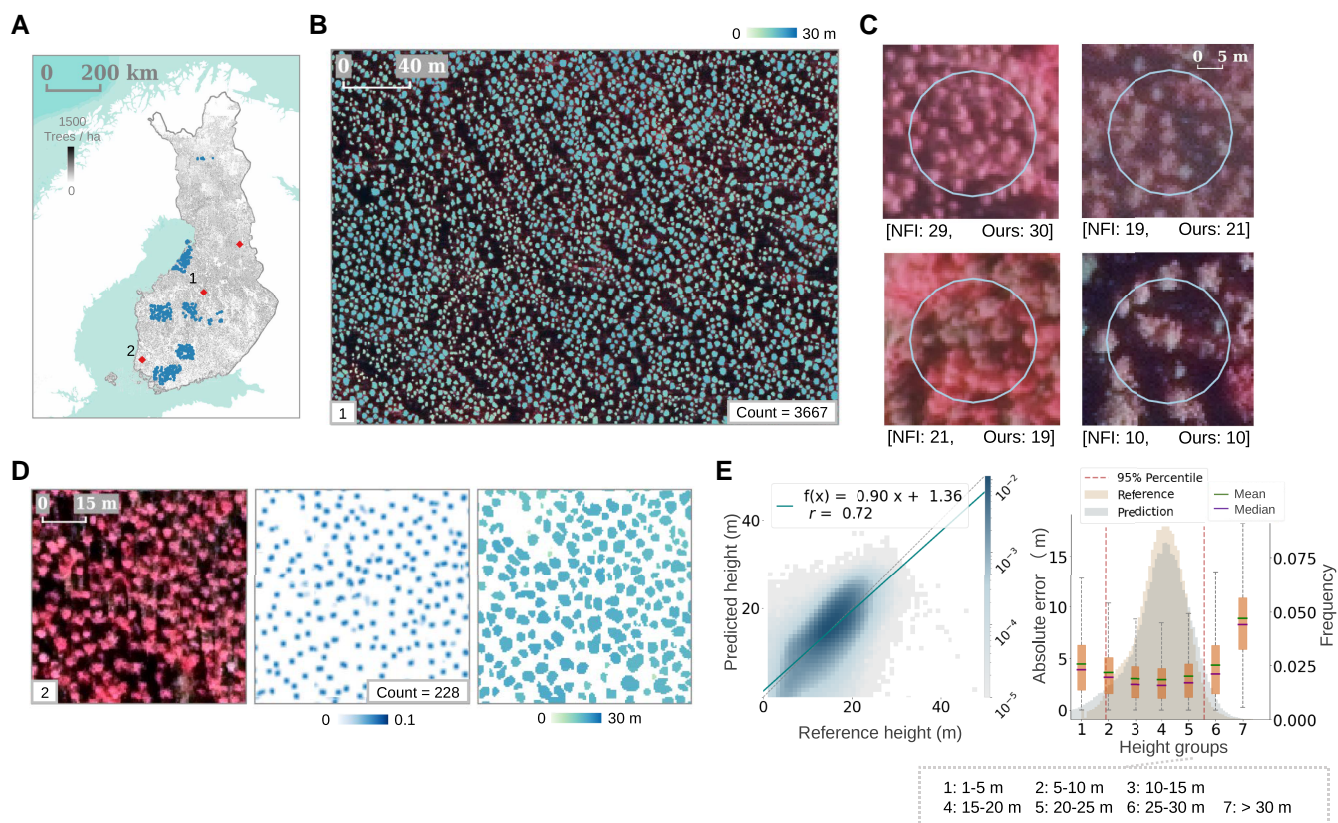 A
0 200 km
1500
Trees / ha
0
1
2
B
0 30 m
0 40 m
1
Count = 3667
C
0 5 m
[NFI: 29, Ours: 30]
[NFI: 19, Ours: 21]
[NFI: 21, Ours: 19]
[NFI: 10, Ours: 10]
D
0 15 m
2
Count = 228
0 0.1
0 30 m
E
f(x) = 0.90 x + 1.36
r = 0.72
Predicted height (m)
40
20
0 20 40
Reference height (m)
10⁻²
10⁻³
10⁻⁴
10⁻⁵
95% Percentile
Reference
Prediction
Mean
Median
Absolute error (m)
15
10
5
0
1 2 3 4 5 6 7
Height groups
0.075
0.050
0.025
0.000
Frequency
1: 1-5 m 2: 5-10 m 3: 10-15 m
4: 15-20 m 5: 20-25 m 6: 25-30 m 7: > 30 m